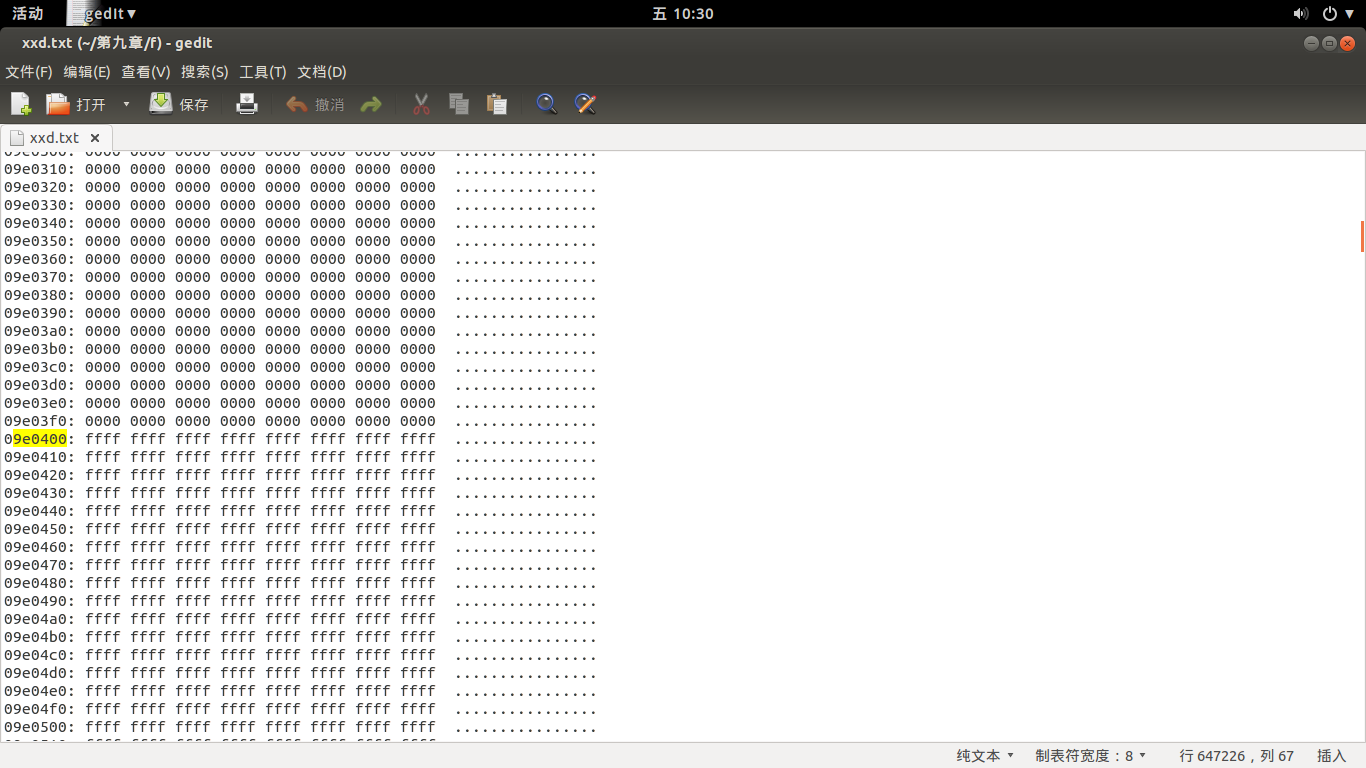 活动 gedit▾ 五 10:30
xxd.txt (~/第九章/f) - gedit
文件(F) 编辑(E) 查看(V) 搜索(S) 工具(T) 文档(D)
打开 保存 撤消
xxd.txt
09e0300: 0000 0000 0000 0000 0000 0000 0000 0000  ................
09e0310: 0000 0000 0000 0000 0000 0000 0000 0000  ................
09e0320: 0000 0000 0000 0000 0000 0000 0000 0000  ................
09e0330: 0000 0000 0000 0000 0000 0000 0000 0000  ................
09e0340: 0000 0000 0000 0000 0000 0000 0000 0000  ................
09e0350: 0000 0000 0000 0000 0000 0000 0000 0000  ................
09e0360: 0000 0000 0000 0000 0000 0000 0000 0000  ................
09e0370: 0000 0000 0000 0000 0000 0000 0000 0000  ................
09e0380: 0000 0000 0000 0000 0000 0000 0000 0000  ................
09e0390: 0000 0000 0000 0000 0000 0000 0000 0000  ................
09e03a0: 0000 0000 0000 0000 0000 0000 0000 0000  ................
09e03b0: 0000 0000 0000 0000 0000 0000 0000 0000  ................
09e03c0: 0000 0000 0000 0000 0000 0000 0000 0000  ................
09e03d0: 0000 0000 0000 0000 0000 0000 0000 0000  ................
09e03e0: 0000 0000 0000 0000 0000 0000 0000 0000  ................
09e03f0: 0000 0000 0000 0000 0000 0000 0000 0000  ................
09e0400: ffff ffff ffff ffff ffff ffff ffff ffff  ................
09e0410: ffff ffff ffff ffff ffff ffff ffff ffff  ................
09e0420: ffff ffff ffff ffff ffff ffff ffff ffff  ................
09e0430: ffff ffff ffff ffff ffff ffff ffff ffff  ................
09e0440: ffff ffff ffff ffff ffff ffff ffff ffff  ................
09e0450: ffff ffff ffff ffff ffff ffff ffff ffff  ................
09e0460: ffff ffff ffff ffff ffff ffff ffff ffff  ................
09e0470: ffff ffff ffff ffff ffff ffff ffff ffff  ................
09e0480: ffff ffff ffff ffff ffff ffff ffff ffff  ................
09e0490: ffff ffff ffff ffff ffff ffff ffff ffff  ................
09e04a0: ffff ffff ffff ffff ffff ffff ffff ffff  ................
09e04b0: ffff ffff ffff ffff ffff ffff ffff ffff  ................
09e04c0: ffff ffff ffff ffff ffff ffff ffff ffff  ................
09e04d0: ffff ffff ffff ffff ffff ffff ffff ffff  ................
09e04e0: ffff ffff ffff ffff ffff ffff ffff ffff  ................
09e04f0: ffff ffff ffff ffff ffff ffff ffff ffff  ................
09e0500: ffff ffff ffff ffff ffff ffff ffff ffff  ................
纯文本 制表符宽度：8 行 647226，列 67 插入